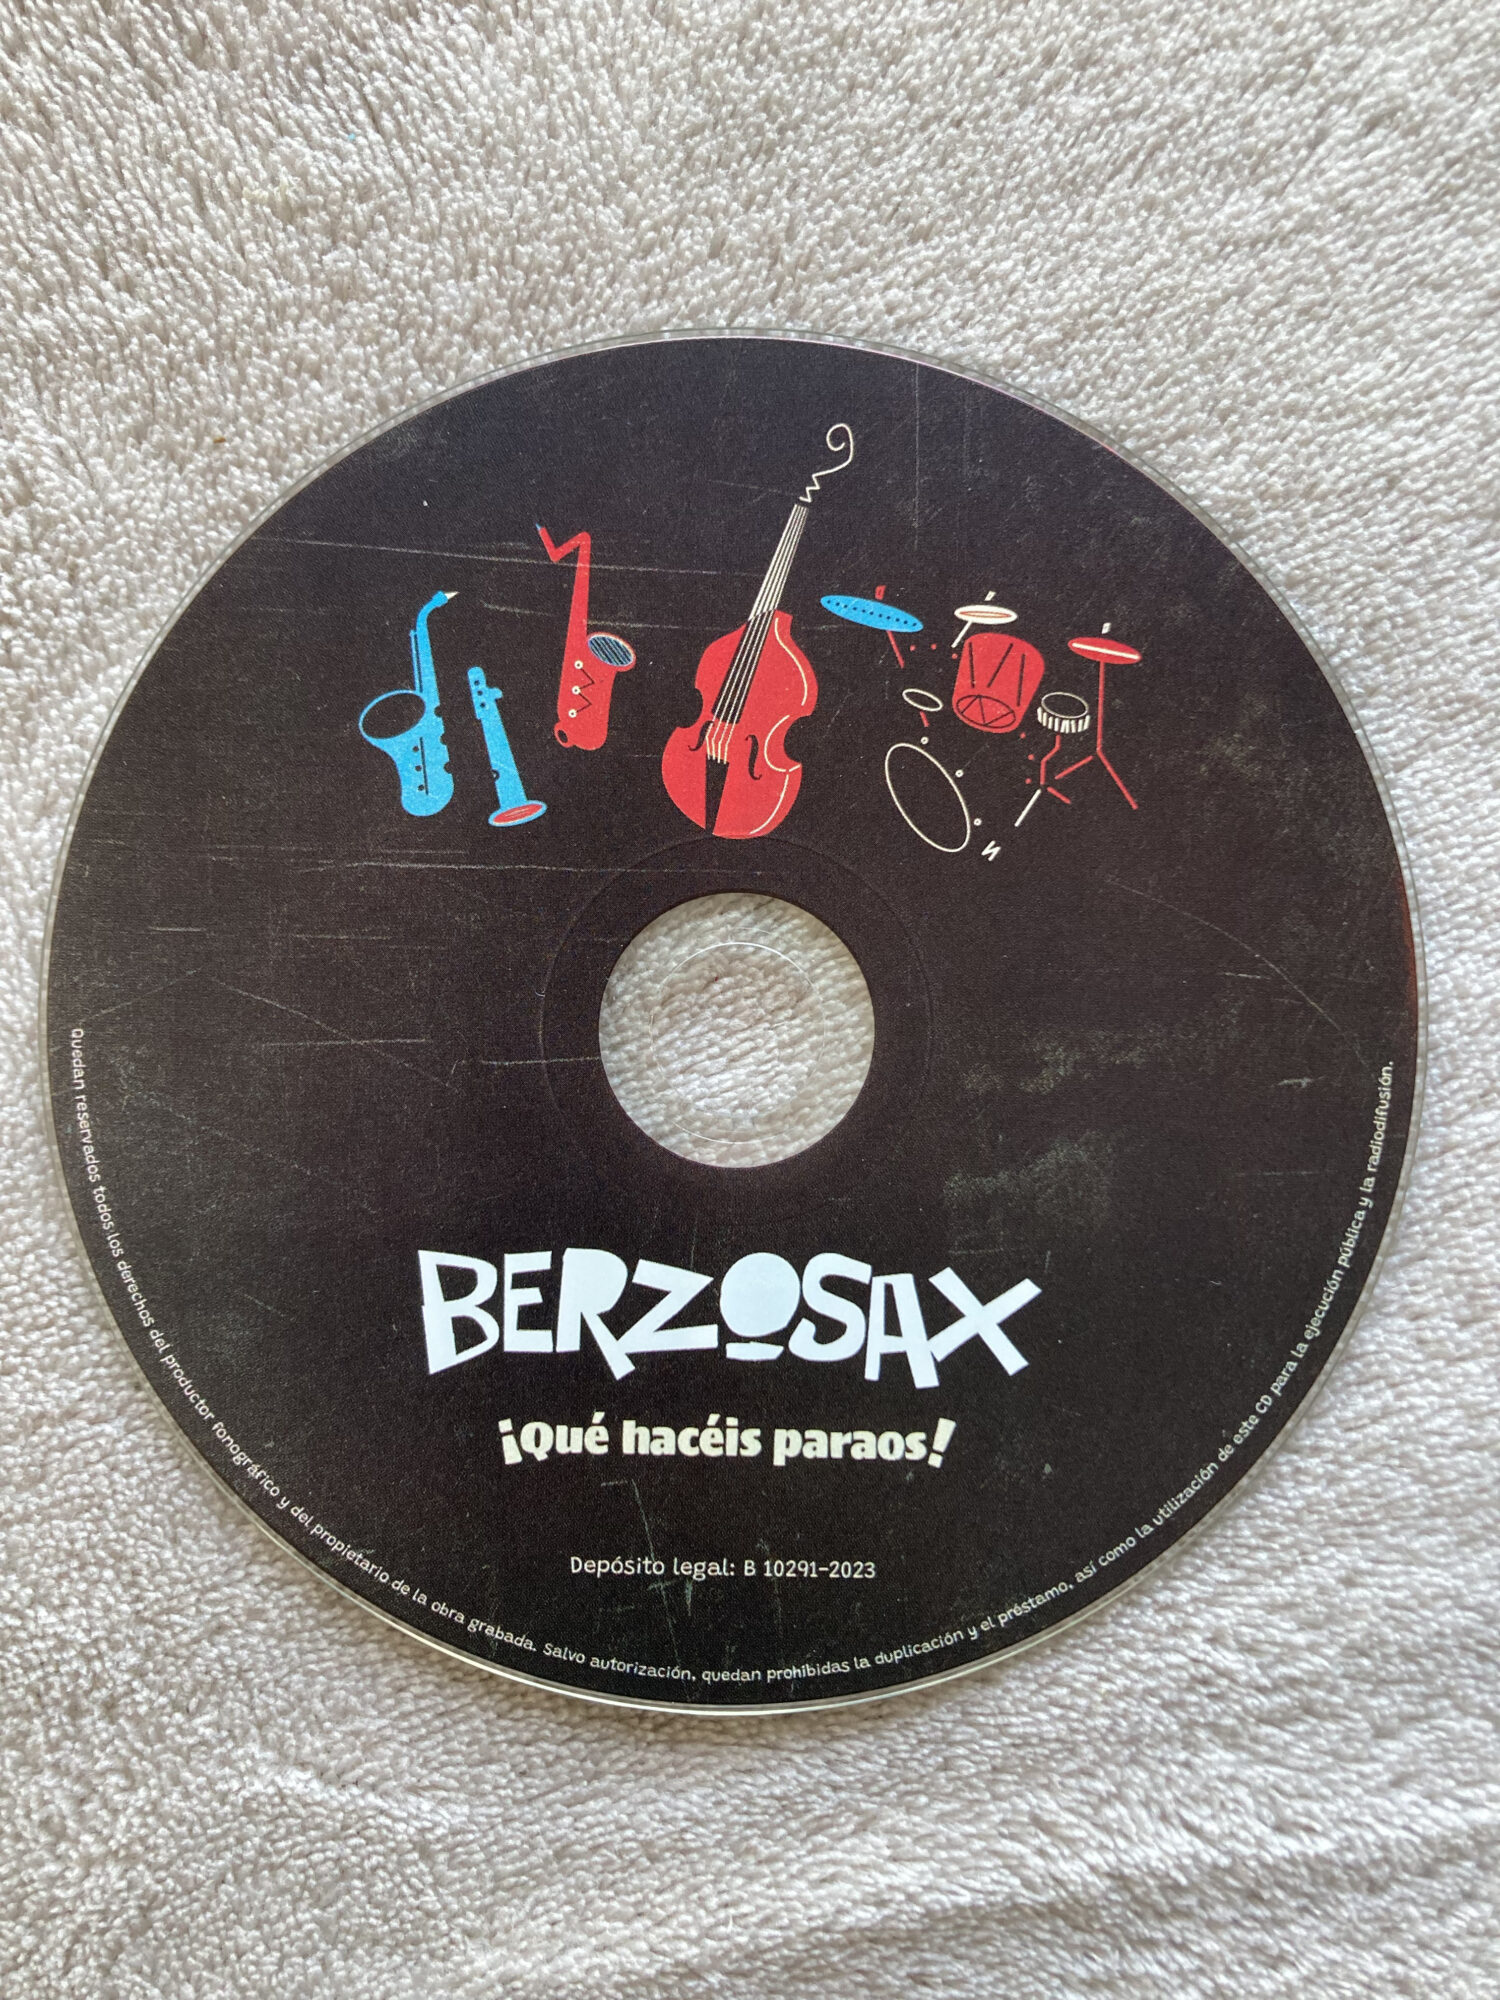 BERZOSAX
¡Qué hacéis paraos!
Depósito legal: B 10291-2023
Quedan reservados todos los derechos del productor fonográfico y del propietario de la obra grabada. Salvo autorización, quedan prohibidas la duplicación y el préstamo, así como la utilización de este CD para la ejecución pública y la radiodifusión.